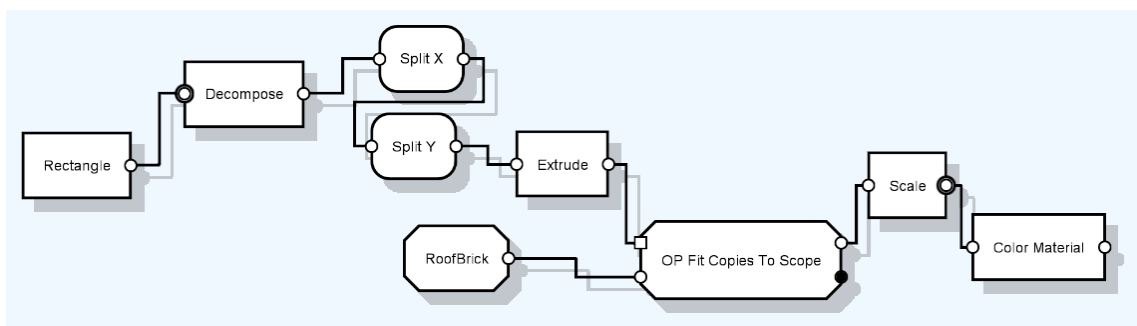 Split X
Decompose
Split Y
Rectangle
Extrude
Scale
RoofBrick
OP Fit Copies To Scope
Color Material